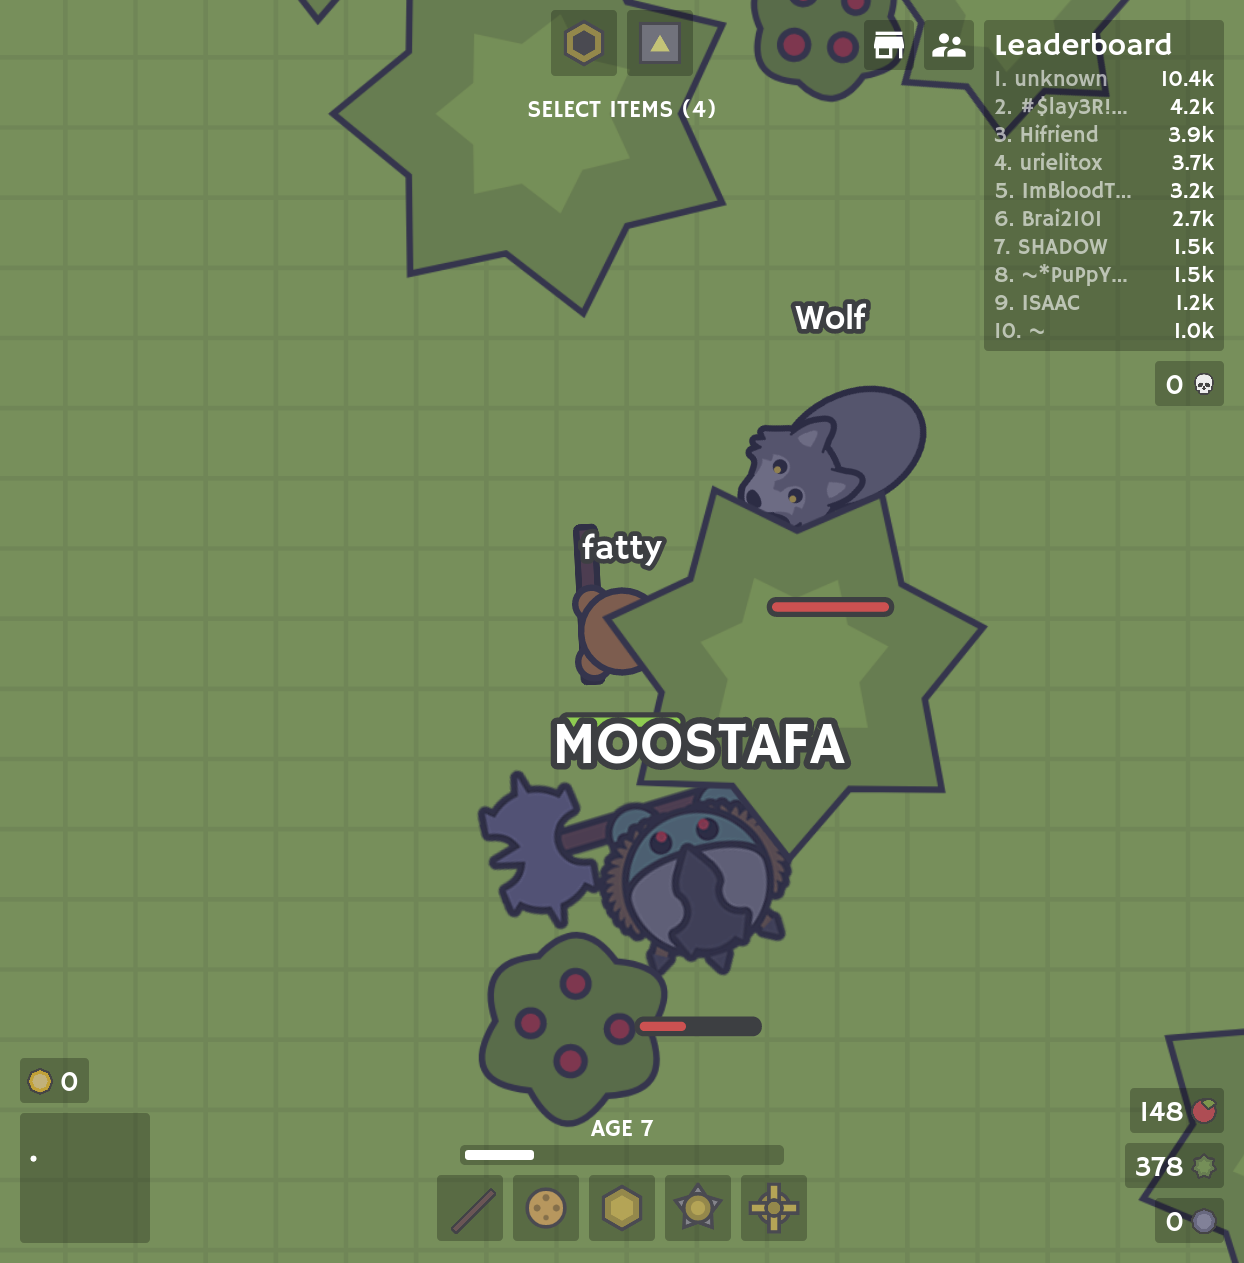 SELECT ITEMS (4)
Leaderboard
1. unknown 10.4k
2. #$lay3R!... 4.2k
3. Hifriend 3.9k
4. urielitox 3.7k
5. ImBloodT... 3.2k
6. Brai2101 2.7k
7. SHADOW 1.5k
8. ~*PuPpY... 1.5k
9. ISAAC 1.2k
10. ~ 1.0k
0
Wolf
fatty
MOOSTAFA
0
148
378
0
AGE 7